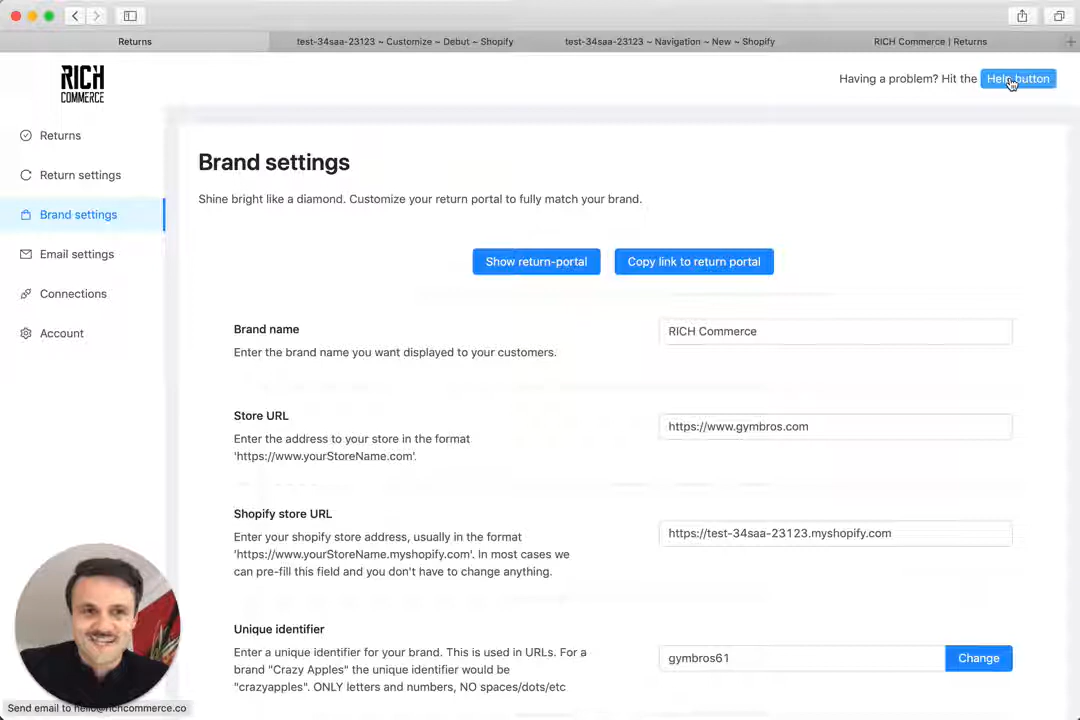 Returns
test-34saa-23123 ~ Customize ~ Debut ~ Shopify
test-34saa-23123 ~ Navigation ~ New ~ Shopify
RICH Commerce | Returns
RICH
COMMERCE
Having a problem? Hit the Help button
Returns
Return settings
Brand settings
Email settings
Connections
Account
Brand settings
Shine bright like a diamond. Customize your return portal to fully match your brand.
Show return-portal
Copy link to return portal
Brand name
Enter the brand name you want displayed to your customers.
RICH Commerce
Store URL
Enter the address to your store in the format
'https://www.yourStoreName.com'.
https://www.gymbros.com
Shopify store URL
Enter your shopify store address, usually in the format
'https://www.yourStoreName.myshopify.com'. In most cases we
can pre-fill this field and you don't have to change anything.
https://test-34saa-23123.myshopify.com
Unique identifier
Enter a unique identifier for your brand. This is used in URLs. For a
brand "Crazy Apples" the unique identifier would be
"crazyapples". ONLY letters and numbers, NO spaces/dots/etc
gymbros61
Change
Send email to hello@richcommerce.co